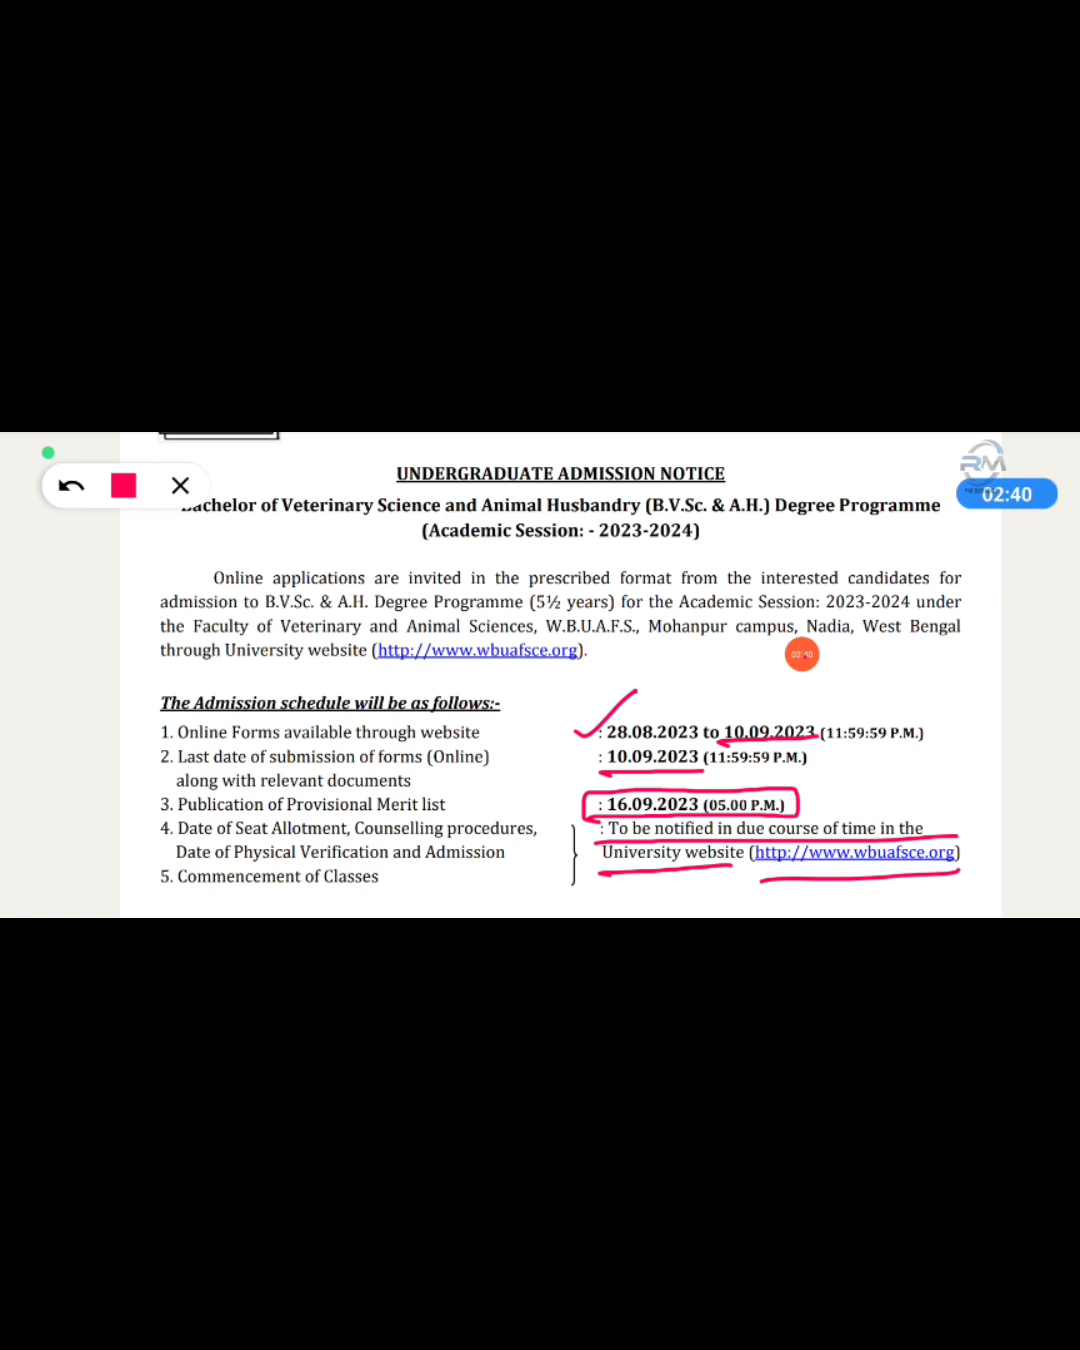 UNDERGRADUATE ADMISSION NOTICE
RM
02:40
Bachelor of Veterinary Science and Animal Husbandry (B.V.Sc. & A.H.) Degree Programme
(Academic Session: - 2023-2024)
Online applications are invited in the prescribed format from the interested candidates for
admission to B.V.Sc. & A.H. Degree Programme (5½ years) for the Academic Session: 2023-2024 under
the Faculty of Veterinary and Animal Sciences, W.B.U.A.F.S., Mohanpur campus, Nadia, West Bengal
through University website (http://www.wbuafsce.org).
02:40
The Admission schedule will be as follows:-
1. Online Forms available through website : 28.08.2023 to 10.09.2023 (11:59:59 P.M.)
2. Last date of submission of forms (Online) : 10.09.2023 (11:59:59 P.M.)
along with relevant documents
3. Publication of Provisional Merit list : 16.09.2023 (05.00 P.M.)
4. Date of Seat Allotment, Counselling procedures, : To be notified in due course of time in the
Date of Physical Verification and Admission University website (http://www.wbuafsce.org)
5. Commencement of Classes